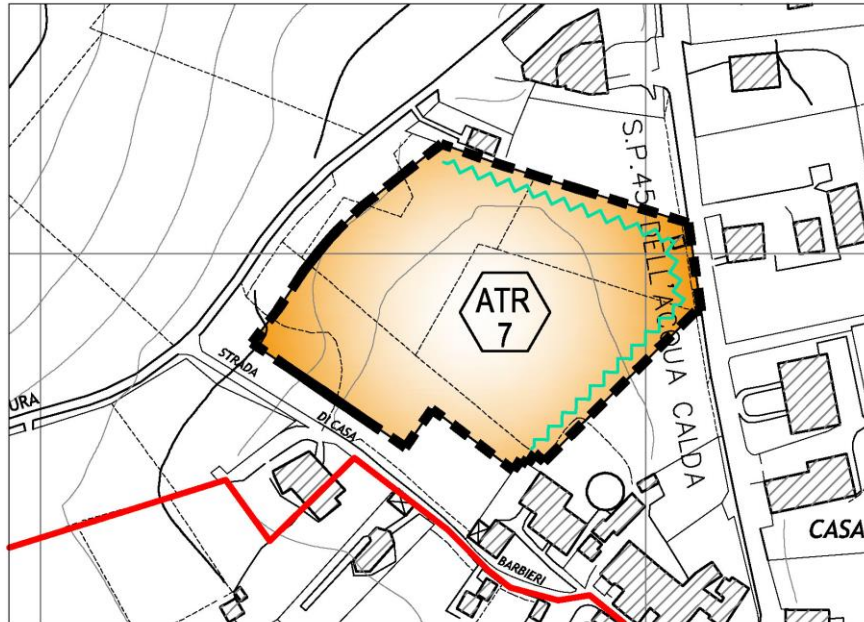 S.P.45 DELL'ACQUA CALDA
ATR
7
URA
STRADA
DI CASA
BARBIERI
CASA